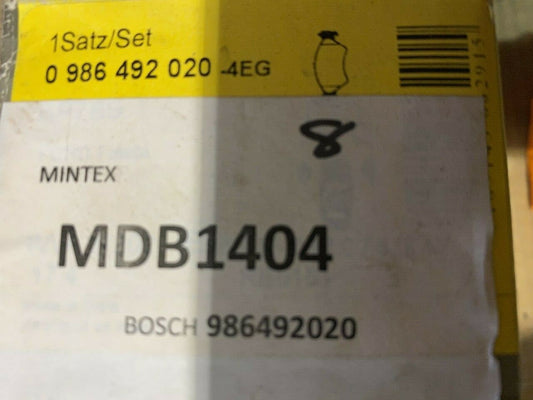 1Satz/Set
0 986 492 020 -4EG
8
MINTEX
MDB1404
BOSCH 986492020